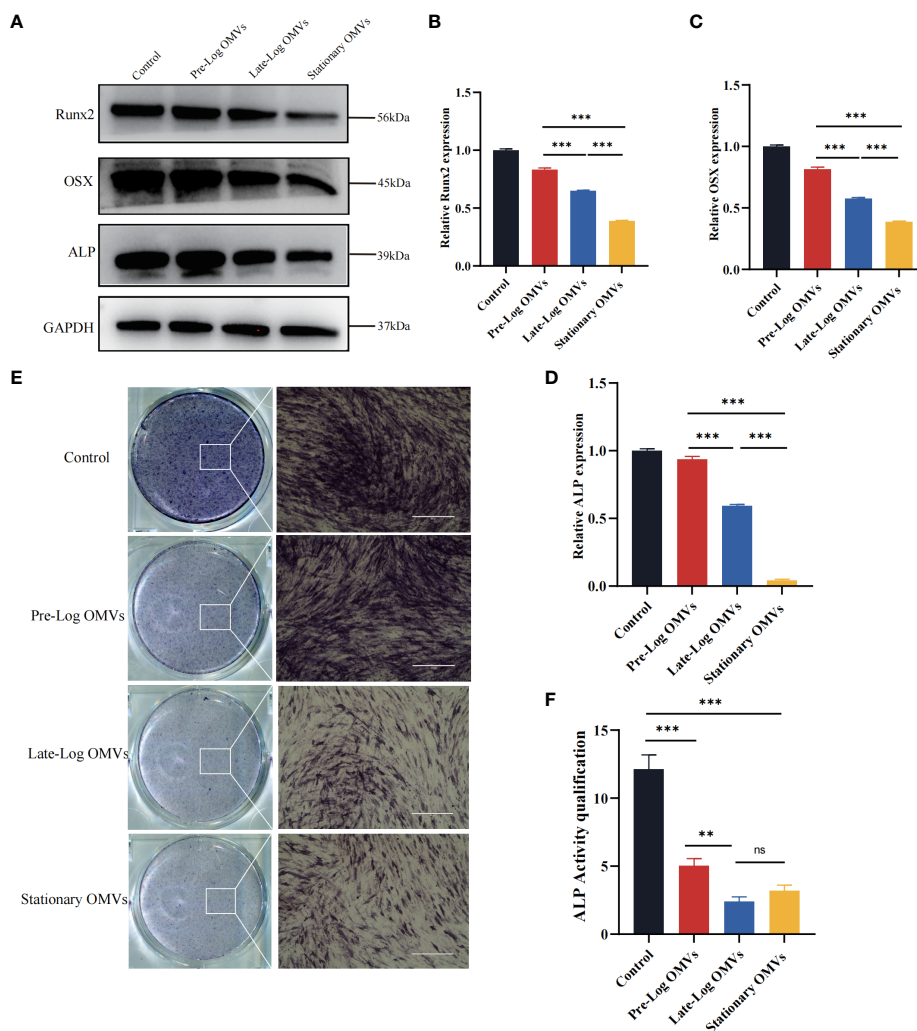 A
Control
Pre-Log OMVs
Late-Log OMVs
Stationary OMVs
Runx2
56kDa
OSX
45kDa
ALP
39kDa
GAPDH
37kDa
B
Relative Runx2 expression
1.5
1.0
0.5
0.0
***
*** ***
Control
Pre-Log OMVs
Late-Log OMVs
Stationary OMVs
C
Relative OSX expression
1.5
1.0
0.5
0.0
***
*** ***
Control
Pre-Log OMVs
Late-Log OMVs
Stationary OMVs
E
Control
Pre-Log OMVs
Late-Log OMVs
Stationary OMVs
D
Relative ALP expression
1.5
1.0
0.5
0.0
***
*** ***
Control
Pre-Log OMVs
Late-Log OMVs
Stationary OMVs
F
ALP Activity qualification
15
10
5
0
***
***
**
ns
Control
Pre-Log OMVs
Late-Log OMVs
Stationary OMVs